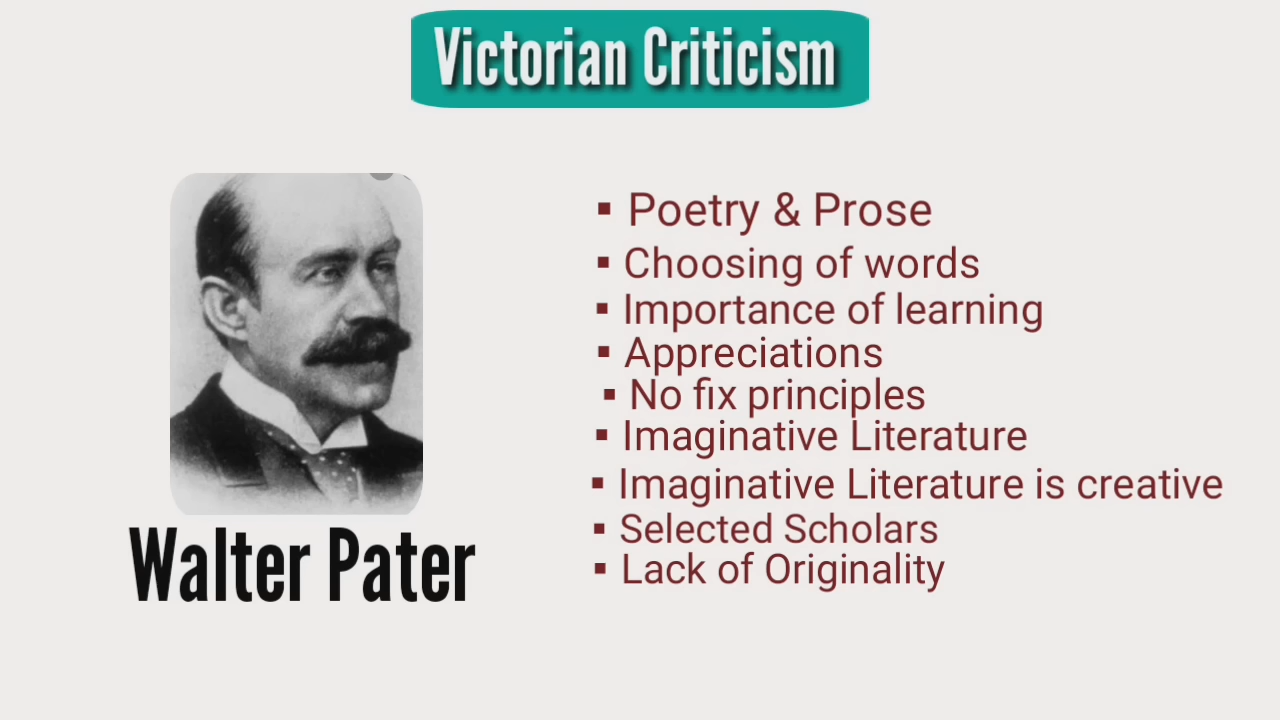 Victorian Criticism
▪ Poetry & Prose
▪ Choosing of words
▪ Importance of learning
▪ Appreciations
▪ No fix principles
▪ Imaginative Literature
▪ Imaginative Literature is creative
▪ Selected Scholars
▪ Lack of Originality
Walter Pater